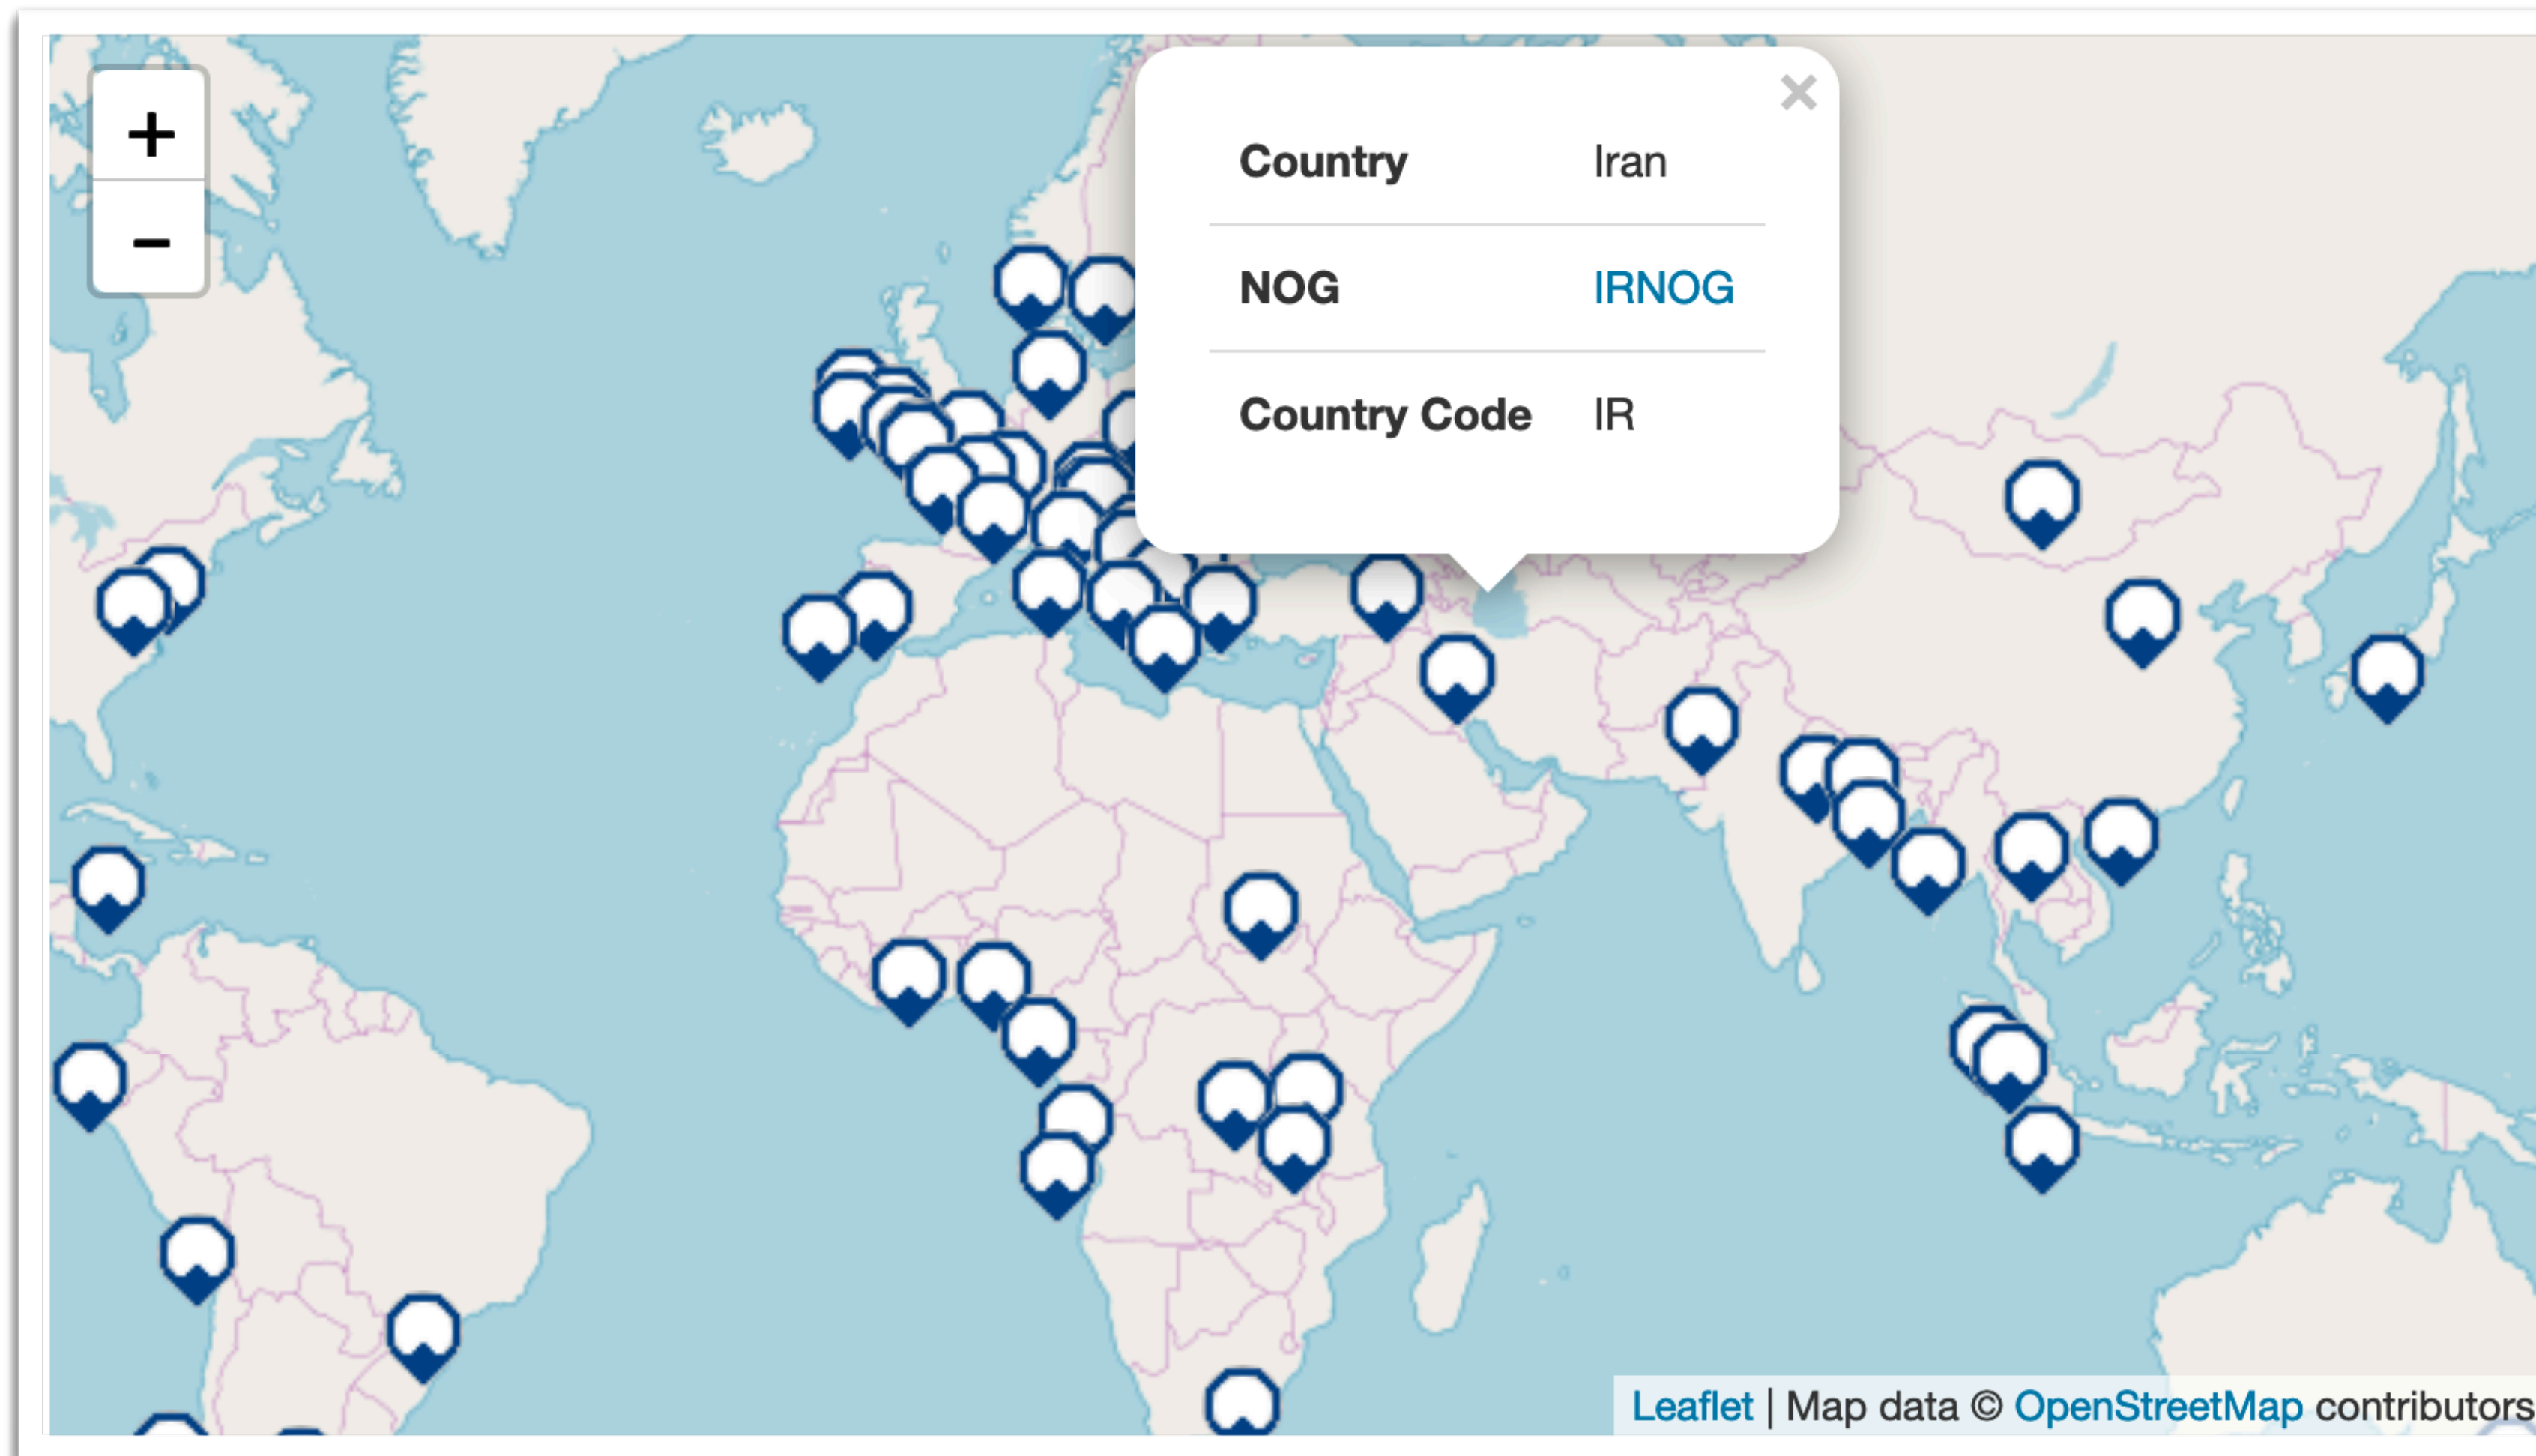 +
−
×
Country Iran
NOG IRNOG
Country Code IR
Leaflet | Map data © OpenStreetMap contributors